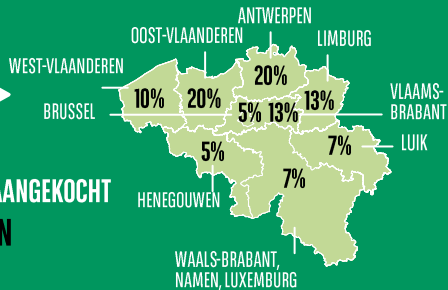 ANTWERPEN
OOST-VLAANDEREN
LIMBURG
WEST-VLAANDEREN
20%
10%
20%
13%
VLAAMS-
BRABANT
BRUSSEL
5%
13%
5%
7%
LUIK
7%
AANGEKOCHT
HENEGOUWEN
N
WAALS-BRABANT,
NAMEN, LUXEMBURG